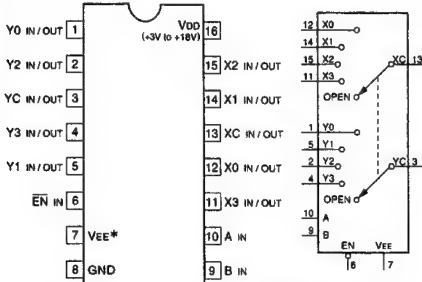 Y0 IN/OUT 1
Y2 IN/OUT 2
YC IN/OUT 3
Y3 IN/OUT 4
Y1 IN/OUT 5
EN IN 6
7 VEE*
8 GND
VDD 16
(+3V to +18V)
15 X2 IN/OUT
14 X1 IN/OUT
13 XC IN/OUT
12 X0 IN/OUT
11 X3 IN/OUT
10 A IN
9 B IN
12 X0
14 X1
15 X2
11 X3
XC 13
OPEN
1 Y0
5 Y1
2 Y2
4 Y3
YC 3
OPEN
10 A
9 B
EN VEE
6 7